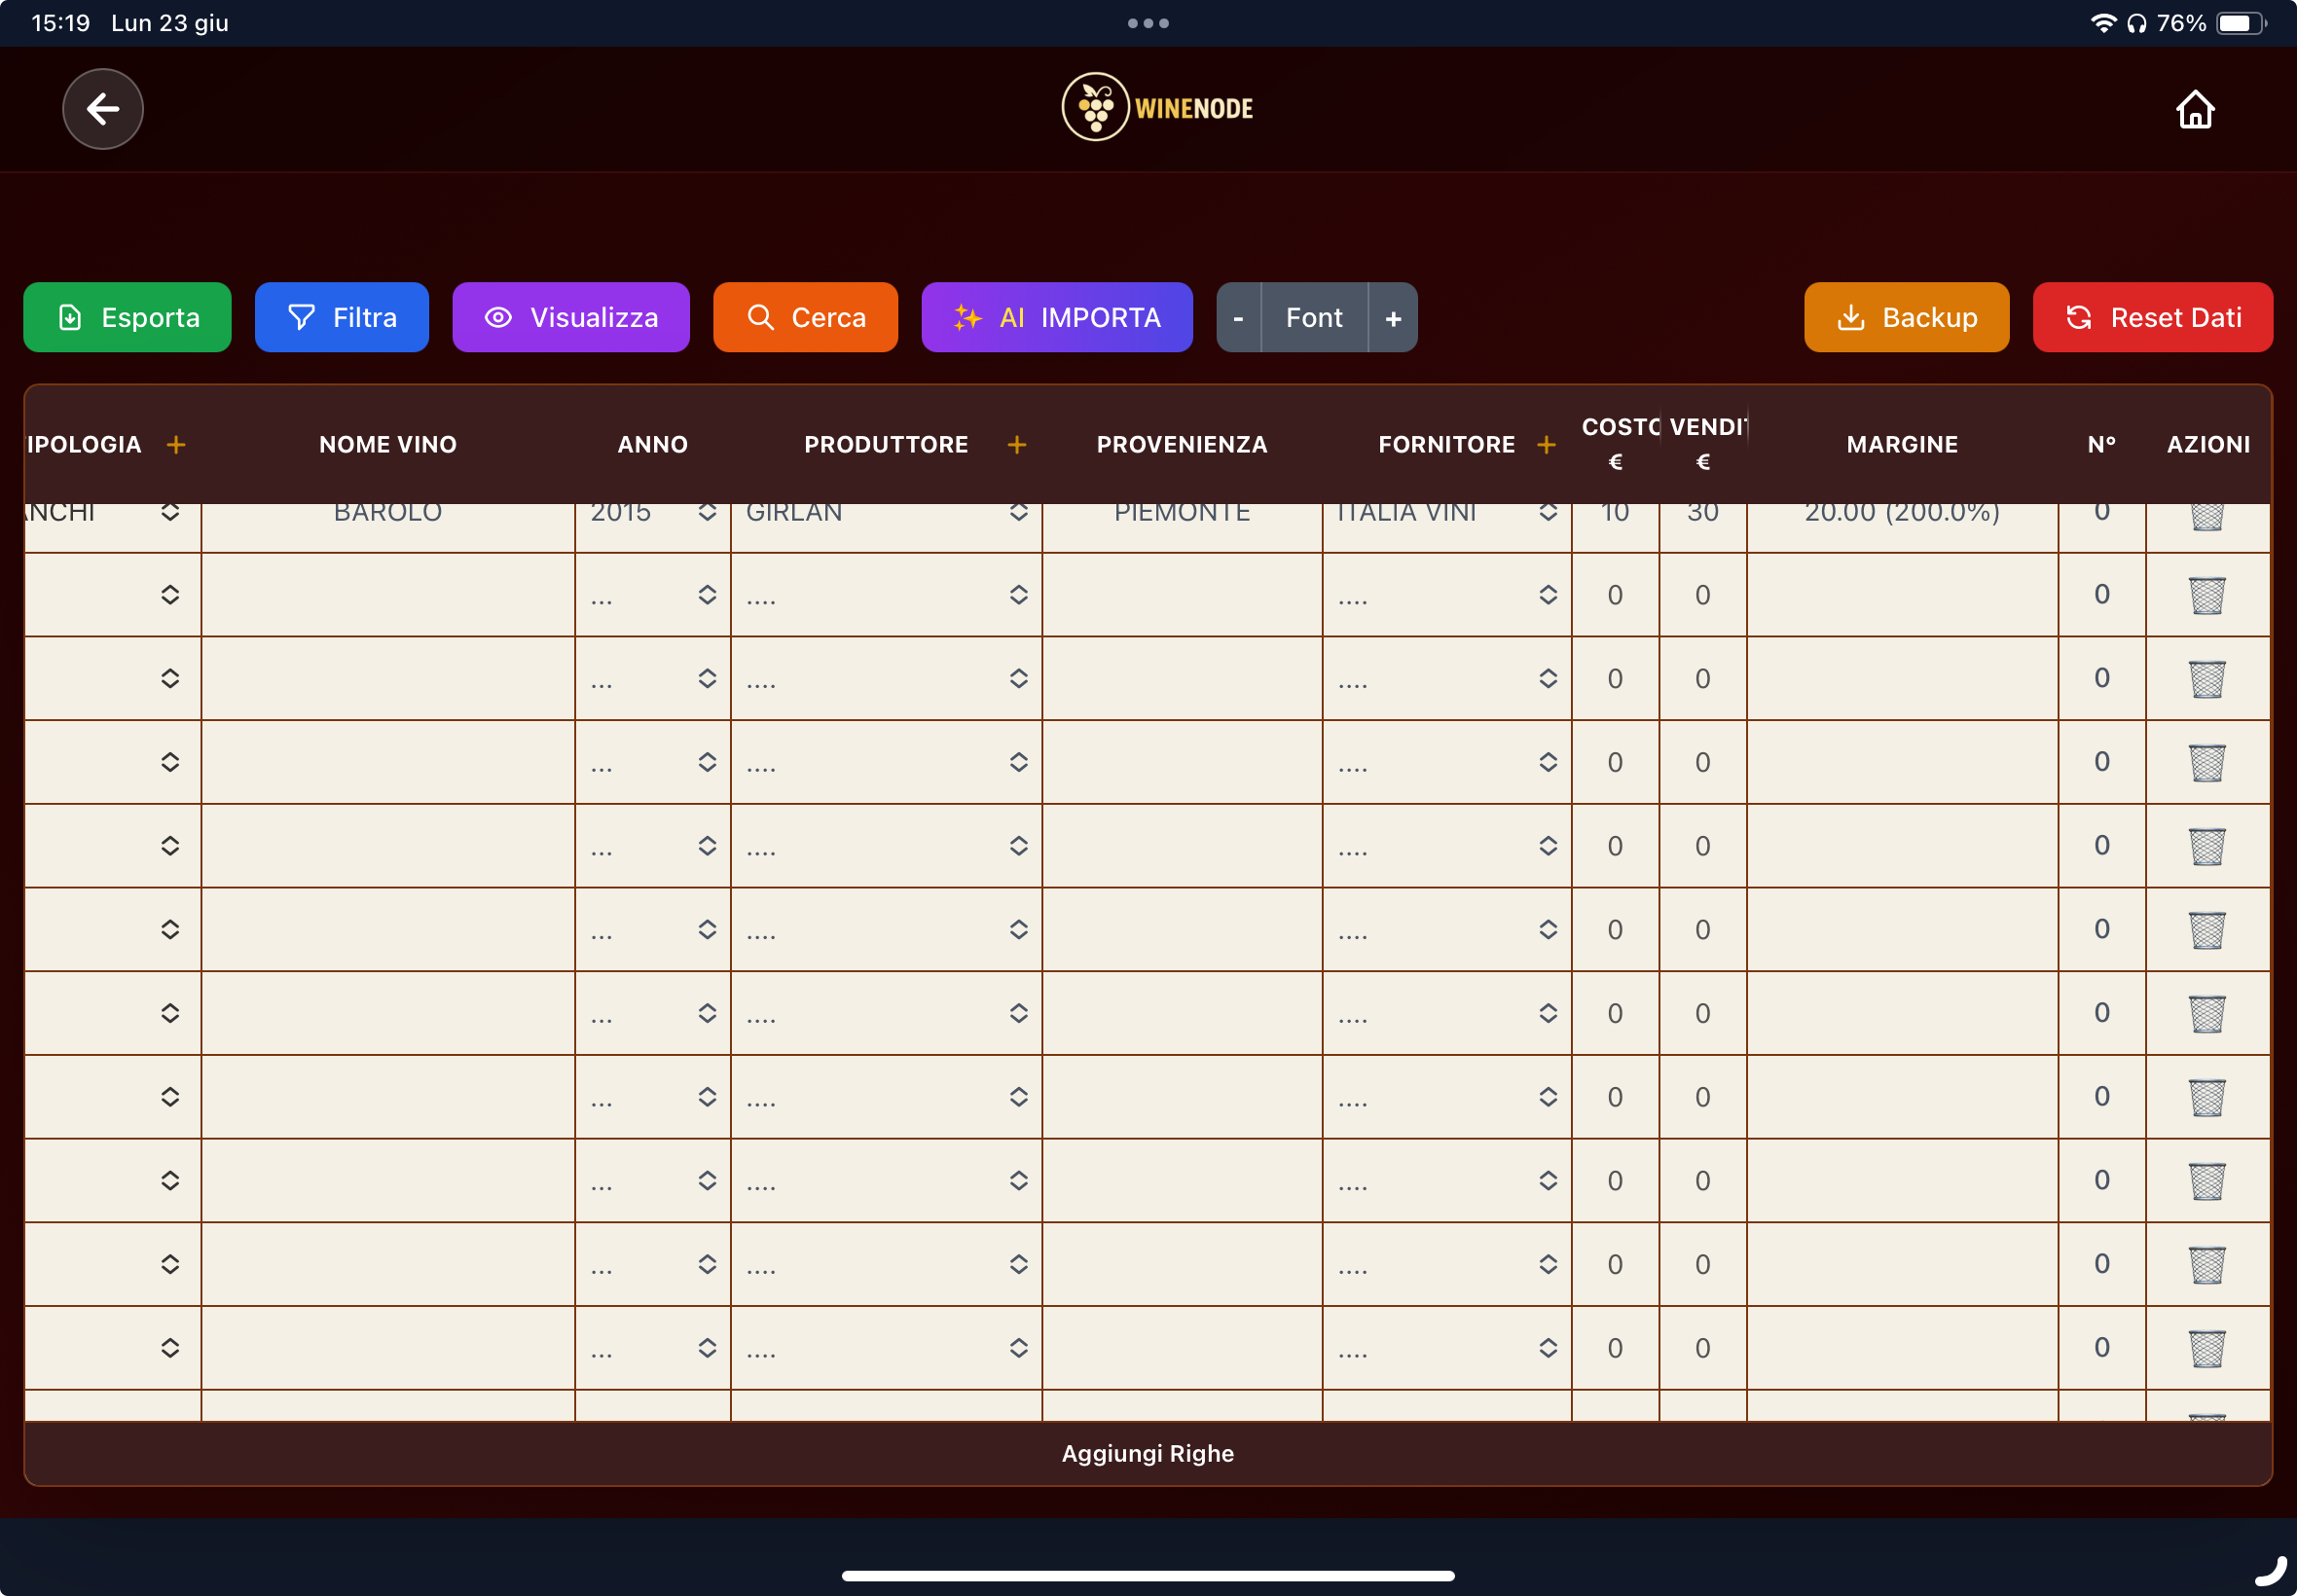 15:19 Lun 23 giu 76%
WINENODE
Esporta Filtra Visualizza Cerca AI IMPORTA - Font + Backup Reset Dati
IPOLOGIA + NOME VINO ANNO PRODUTTORE + PROVENIENZA FORNITORE + COSTO € VENDIT € MARGINE N° AZIONI
ANCHI BAROLO 2015 GIRLAN PIEMONTE ITALIA VINI 10 30 20.00 (200.0%) 0
... .... .... 0 0 0
... .... .... 0 0 0
... .... .... 0 0 0
... .... .... 0 0 0
... .... .... 0 0 0
... .... .... 0 0 0
... .... .... 0 0 0
... .... .... 0 0 0
... .... .... 0 0 0
... .... .... 0 0 0
Aggiungi Righe